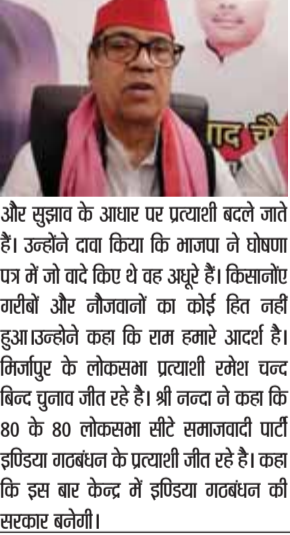 गाद चौ
और सुझाव के आधार पर प्रत्याशी बदले जाते
हैं। उन्होंने दावा किया कि भाजपा ने घोषणा
पत्र में जो वादे किए थे वह अधूरे हैं। किसानोंए
गरीबों और नौजवानों का कोई हित नहीं
हुआ।उन्होने कहा कि राम हमारे आदर्श है।
मिर्जापुर के लोकसभा प्रत्याशी रमेश चन्द
बिन्द चुनाव जीत रहे है। श्री नन्दा ने कहा कि
80 के 80 लोकसभा सीटे समाजवादी पार्टी
इण्डिया गठबंधन के प्रत्याशी जीत रहे है। कहा
कि इस बार केन्द्र में इण्डिया गठबंधन की
सरकार बनेगी।